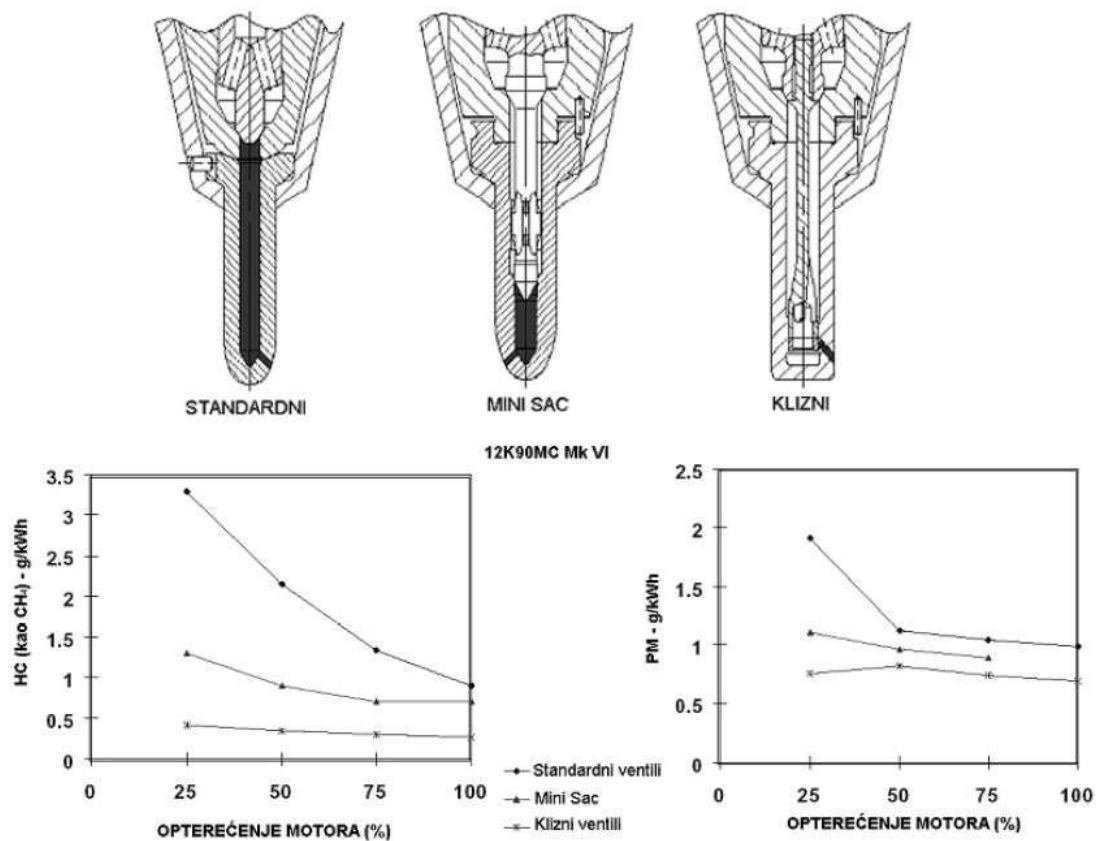 STANDARDNI
MINI SAC
KLIZNI
12K90MC Mk VI
HC (kao CH₄) - g/kWh
3.5
3
2.5
2
1.5
1
0.5
0
0 25 50 75 100
OPTEREĆENJE MOTORA (%)
Standardni ventili
Mini Sac
Klizni ventili
PM - g/kWh
2.5
2
1.5
1
0.5
0
0 25 50 75 100
OPTEREĆENJE MOTORA (%)